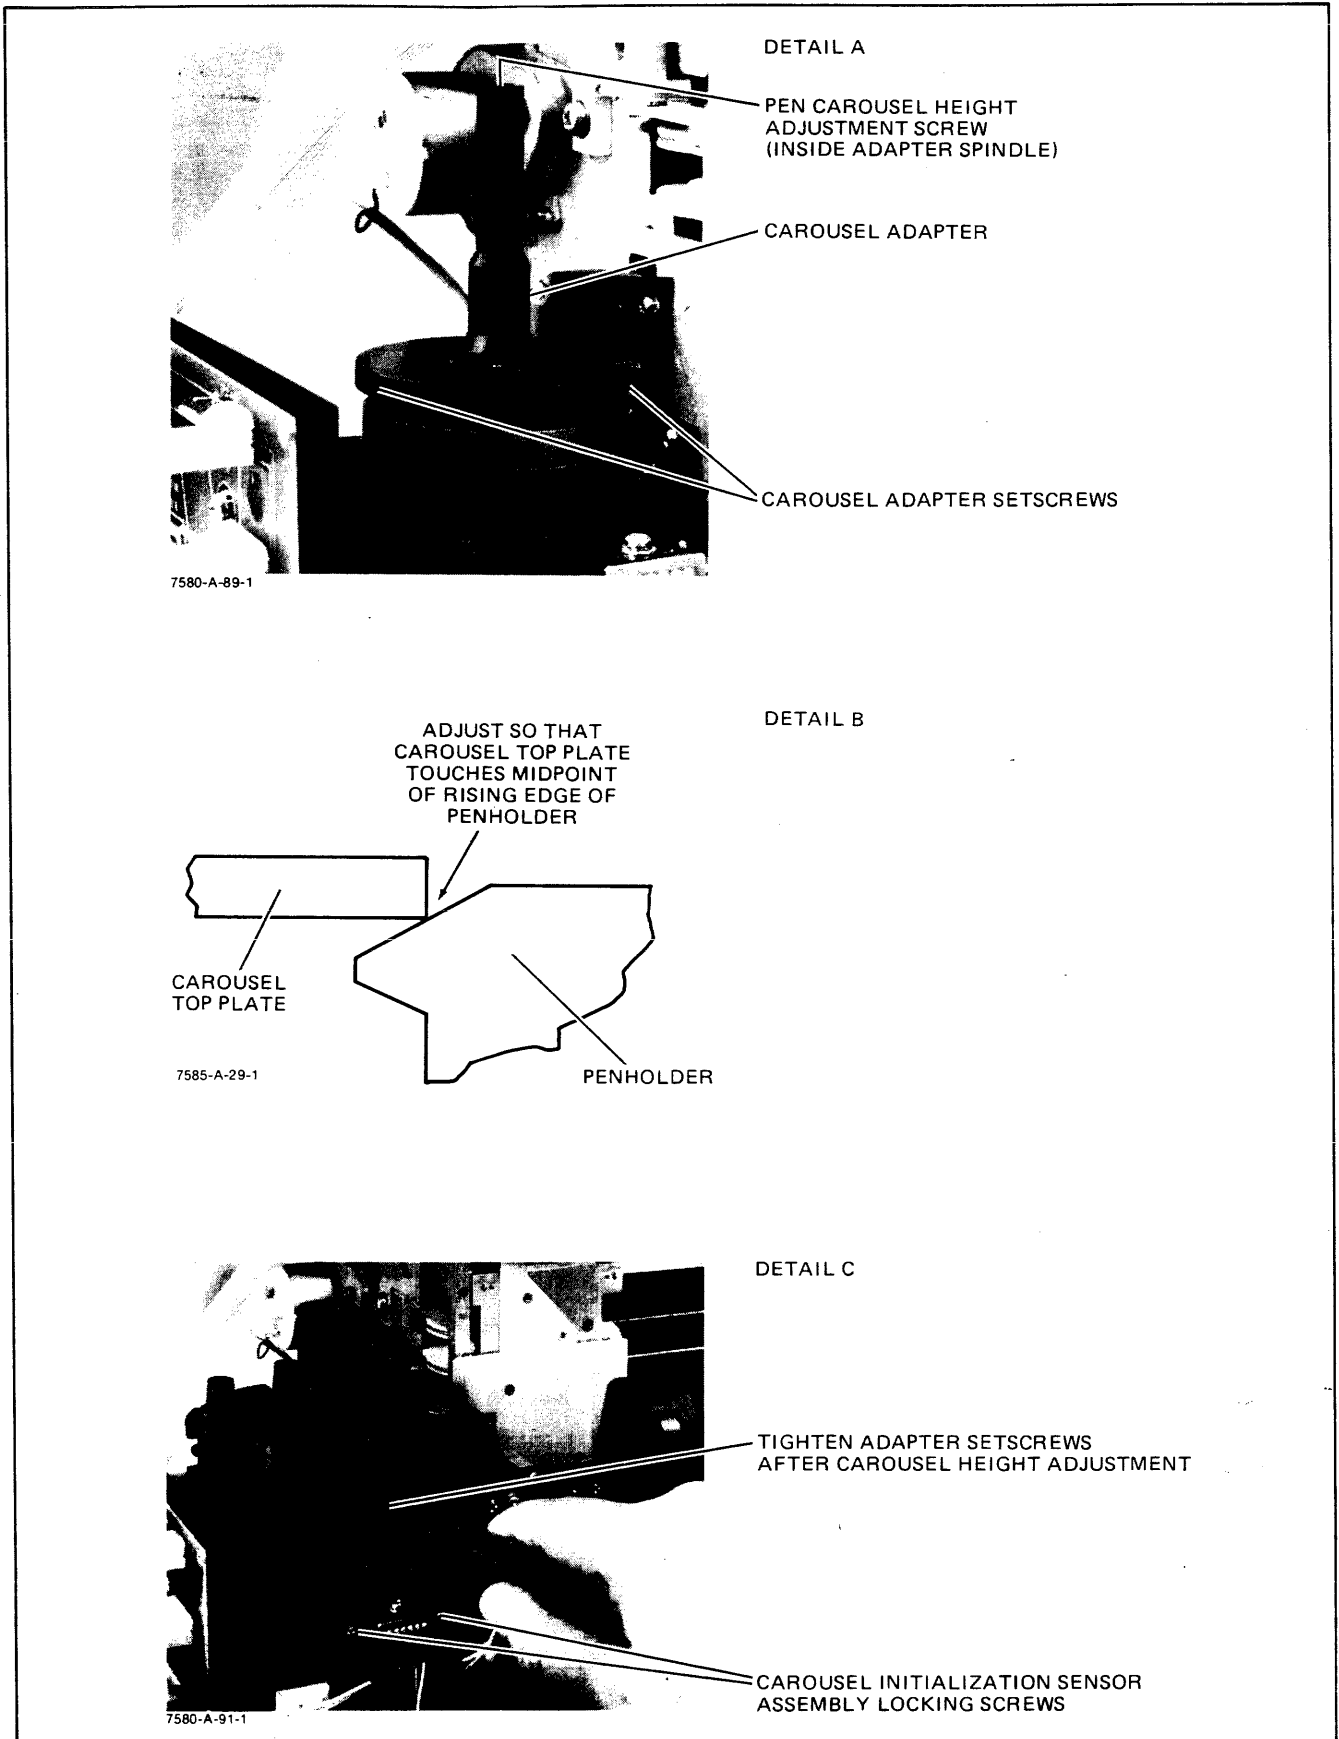 DETAIL A
PEN CAROUSEL HEIGHT
ADJUSTMENT SCREW
(INSIDE ADAPTER SPINDLE)
CAROUSEL ADAPTER
CAROUSEL ADAPTER SETSCREWS
7580-A-89-1
DETAIL B
ADJUST SO THAT
CAROUSEL TOP PLATE
TOUCHES MIDPOINT
OF RISING EDGE OF
PENHOLDER
CAROUSEL
TOP PLATE
7585-A-29-1
PENHOLDER
DETAIL C
TIGHTEN ADAPTER SETSCREWS
AFTER CAROUSEL HEIGHT ADJUSTMENT
CAROUSEL INITIALIZATION SENSOR
ASSEMBLY LOCKING SCREWS
7580-A-91-1